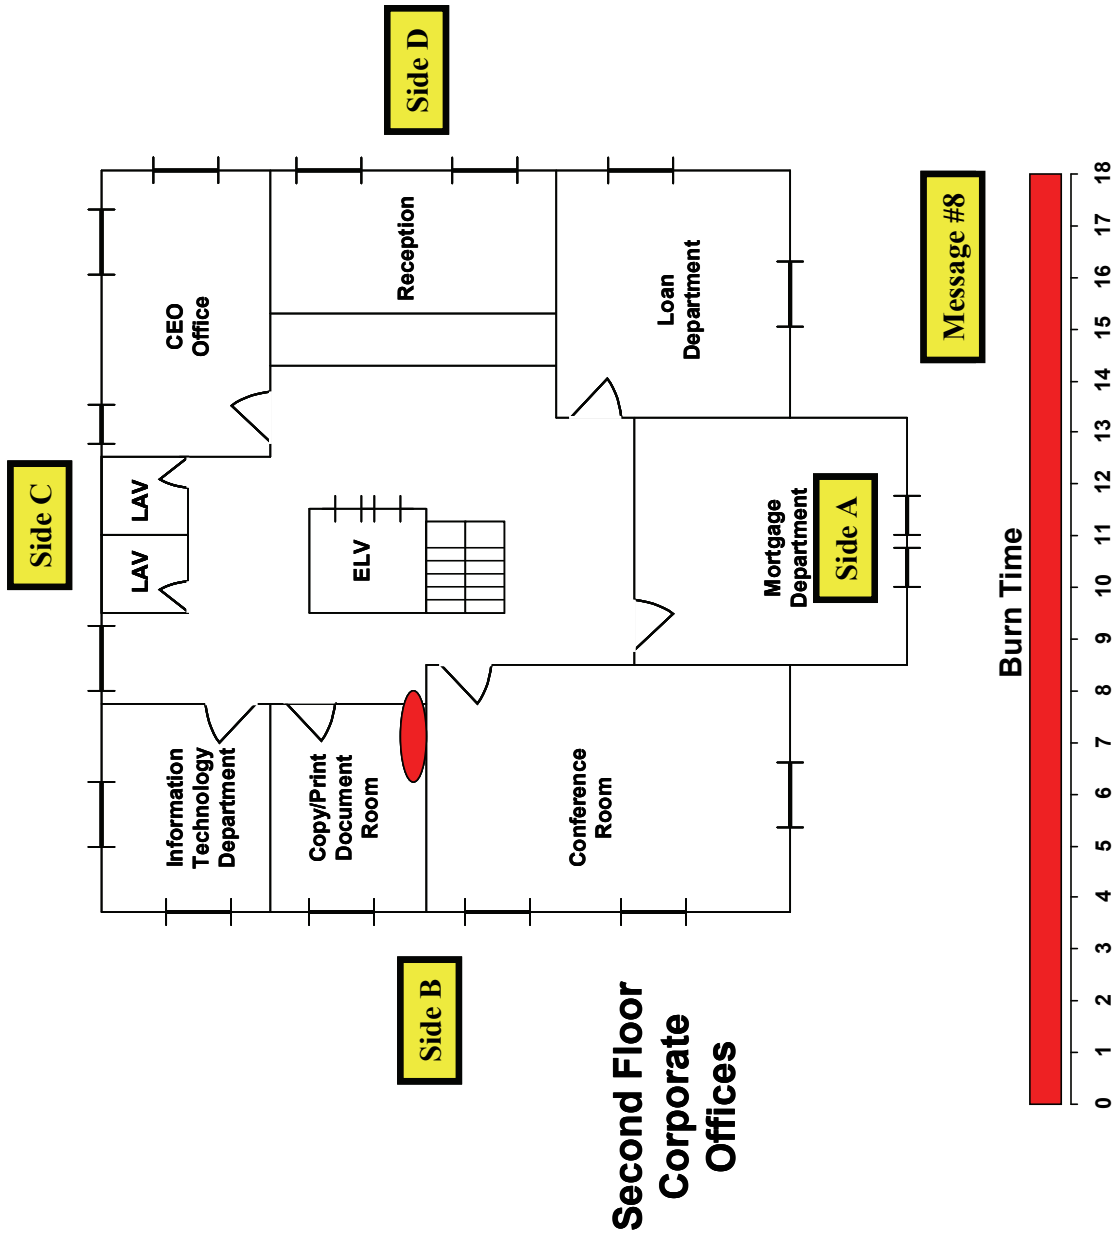 Side C
Side D
Side B
Side A
Information
Technology
Department
LAV
LAV
CEO
Office
Copy/Print
Document
Room
ELV
Reception
Conference
Room
Mortgage
Department
Loan
Department
Second Floor
Corporate
Offices
Message #8
Burn Time
0 1 2 3 4 5 6 7 8 9 10 11 12 13 14 15 16 17 18